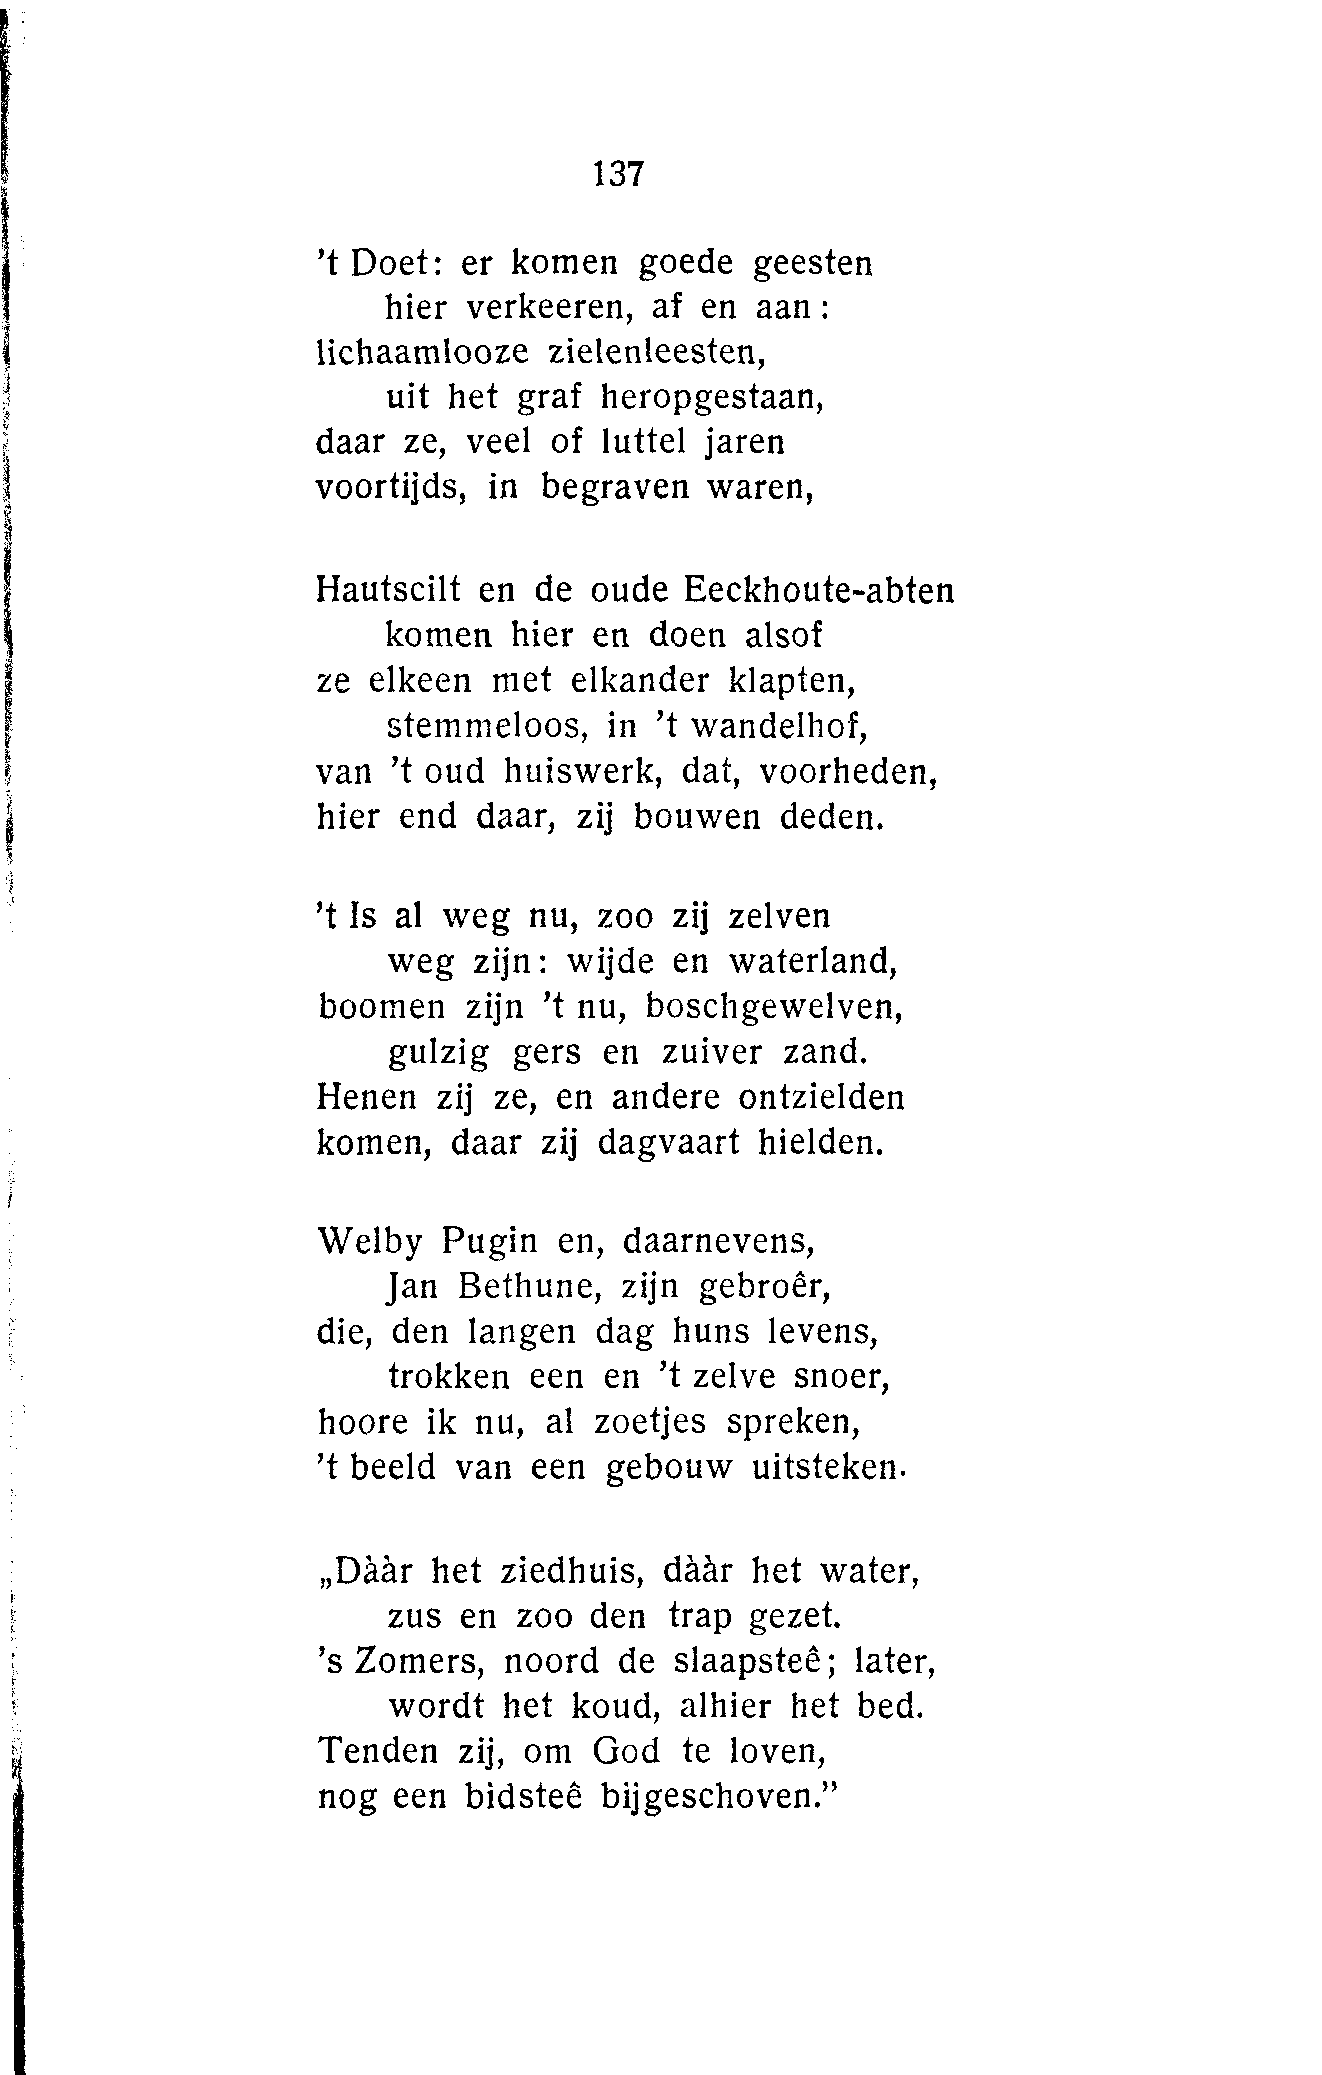 137
’t Doet: er komen goede geesten
hier verkeeren, af en aan:
lichaamlooze zielenleesten,
uit het graf heropgestaan,
daar ze, veel of luttel jaren
voortijds, in begraven waren,
Hautscilt en de oude Eeckhoute-abten
komen hier en doen alsof
ze elkeen met elkander klapten,
stemmeloos, in ’t wandelhof,
van ’t oud huiswerk, dat, voorheden,
hier end daar, zij bouwen deden.
’t Is al weg nu, zoo zij zelven
weg zijn: wijde en waterland,
boomen zijn ’t nu, boschgewelven,
gulzig gers en zuiver zand.
Henen zij ze, en andere ontzielden
komen, daar zij dagvaart hielden.
Welby Pugin en, daarnevens,
Jan Bethune, zijn gebroêr,
die, den langen dag huns levens,
trokken een en ’t zelve snoer,
hoore ik nu, al zoetjes spreken,
’t beeld van een gebouw uitsteken.
„Dààr het ziedhuis, dààr het water,
zus en zoo den trap gezet.
’s Zomers, noord de slaapsteê; later,
wordt het koud, alhier het bed.
Tenden zij, om God te loven,
nog een bidsteê bijgeschoven.”